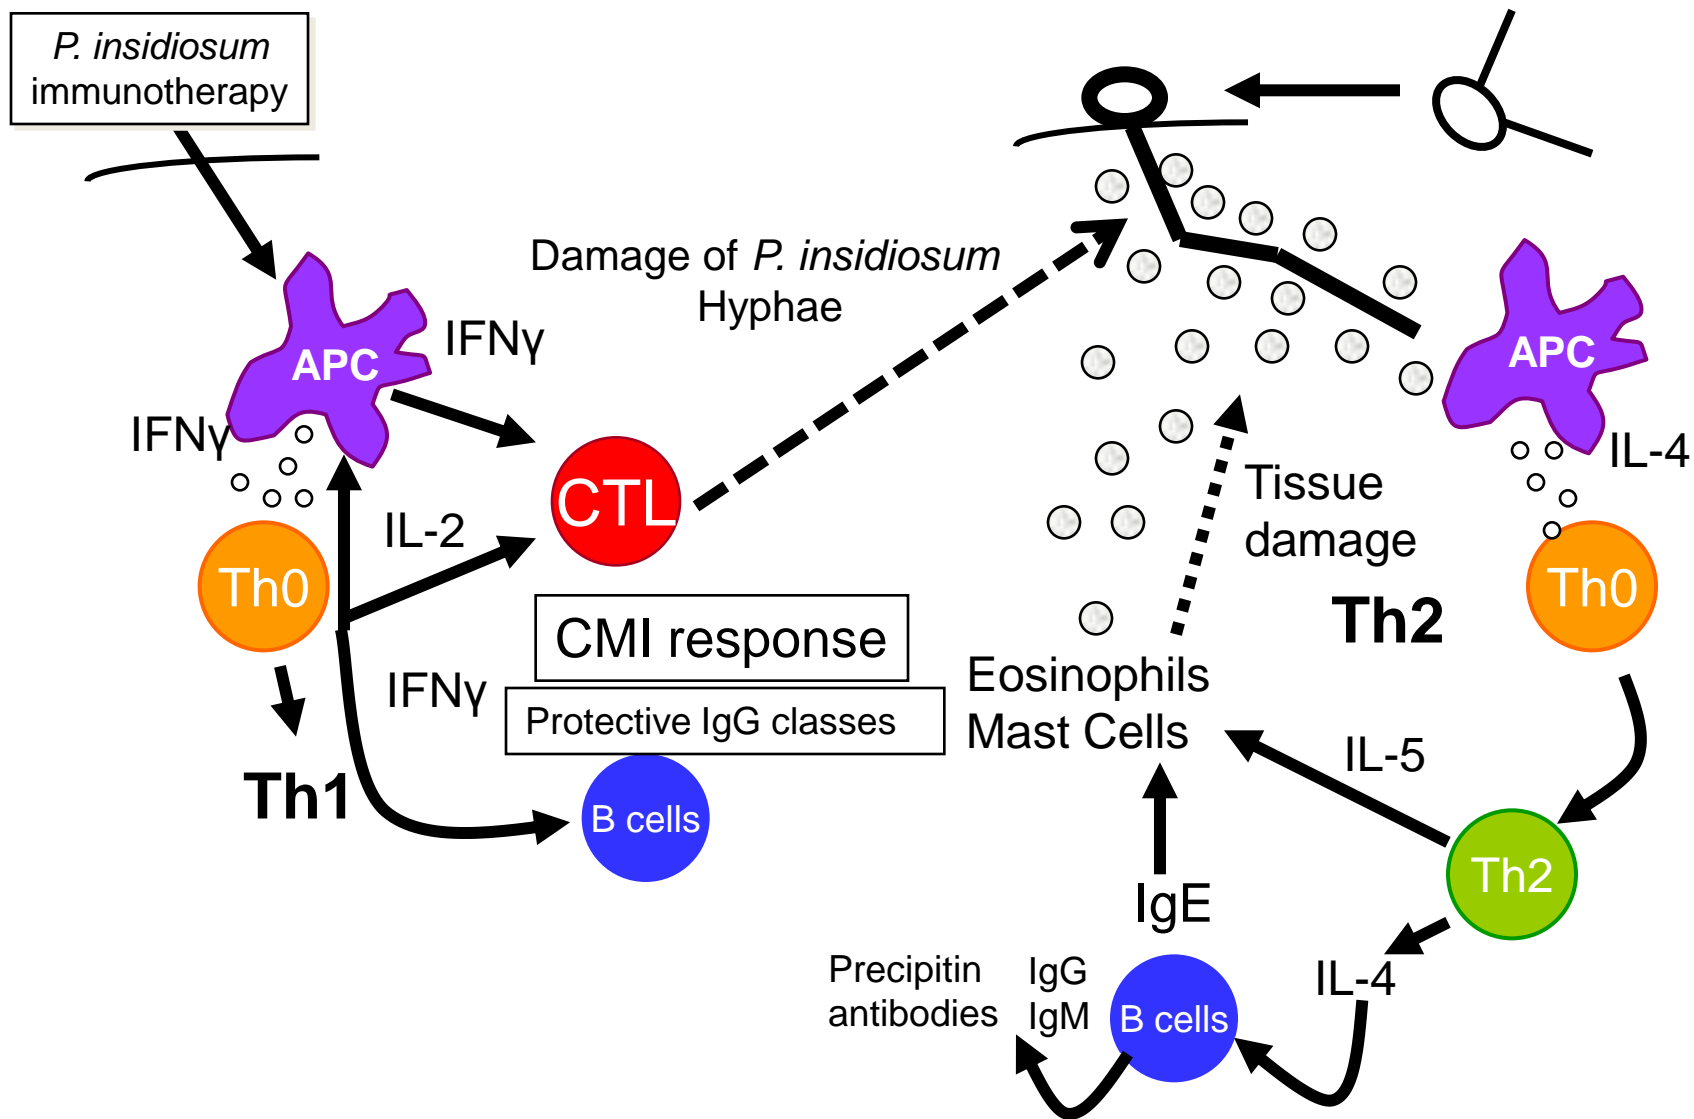 P. insidiosum
immunotherapy
APC
IFNγ
IFNγ
Damage of P. insidiosum
Hyphae
CTL
IL-2
Th0
CMI response
IFNγ
Protective IgG classes
Th1
B cells
APC
IL-4
Tissue
damage
Th2
Th0
Eosinophils
Mast Cells
IL-5
Th2
IgE
IL-4
Precipitin
antibodies
IgG
IgM
B cells